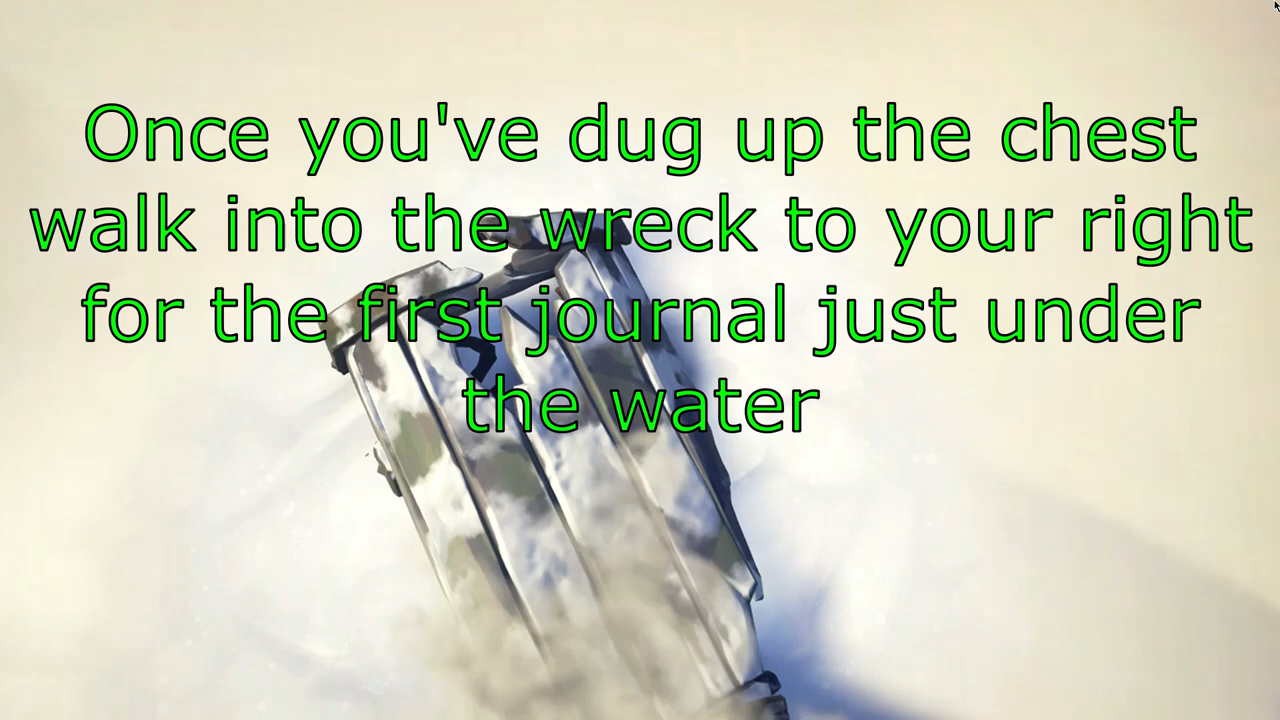 Once you've dug up the chest
walk into the wreck to your right
for the first journal just under
the water